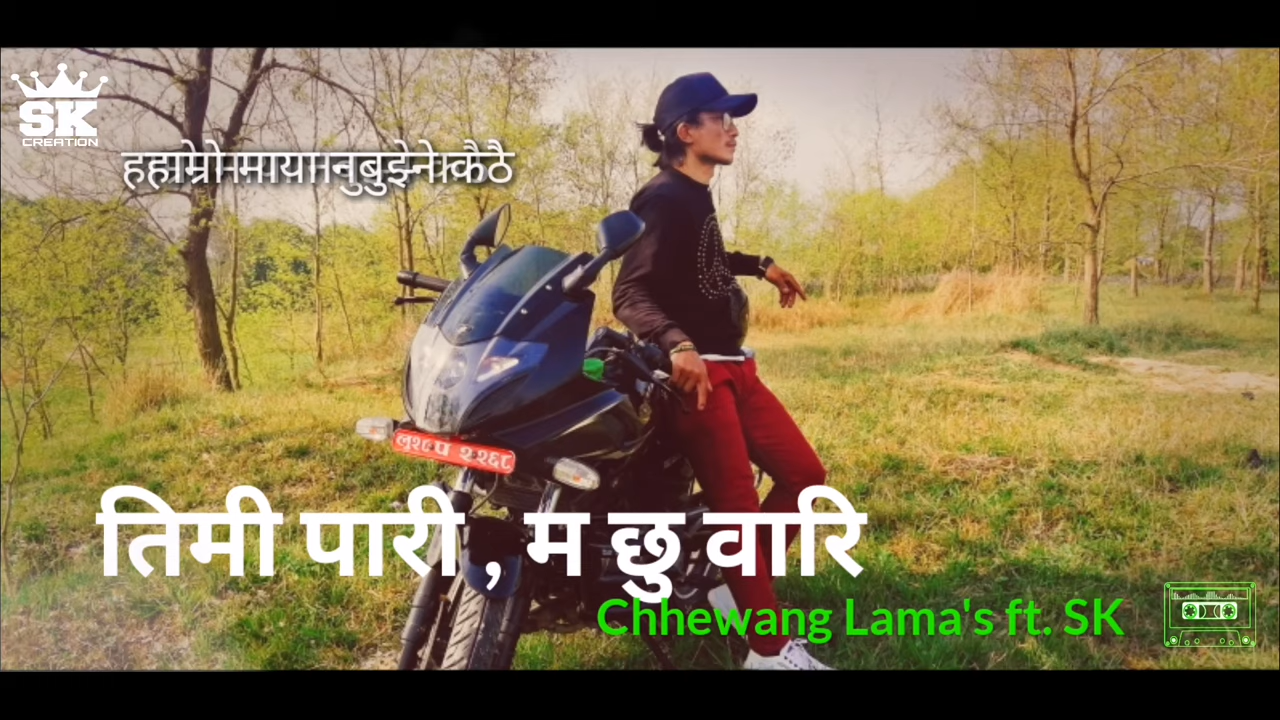 SK
CREATION
तिमी पारी , म छु वारि
Chhewang Lama's ft. SK